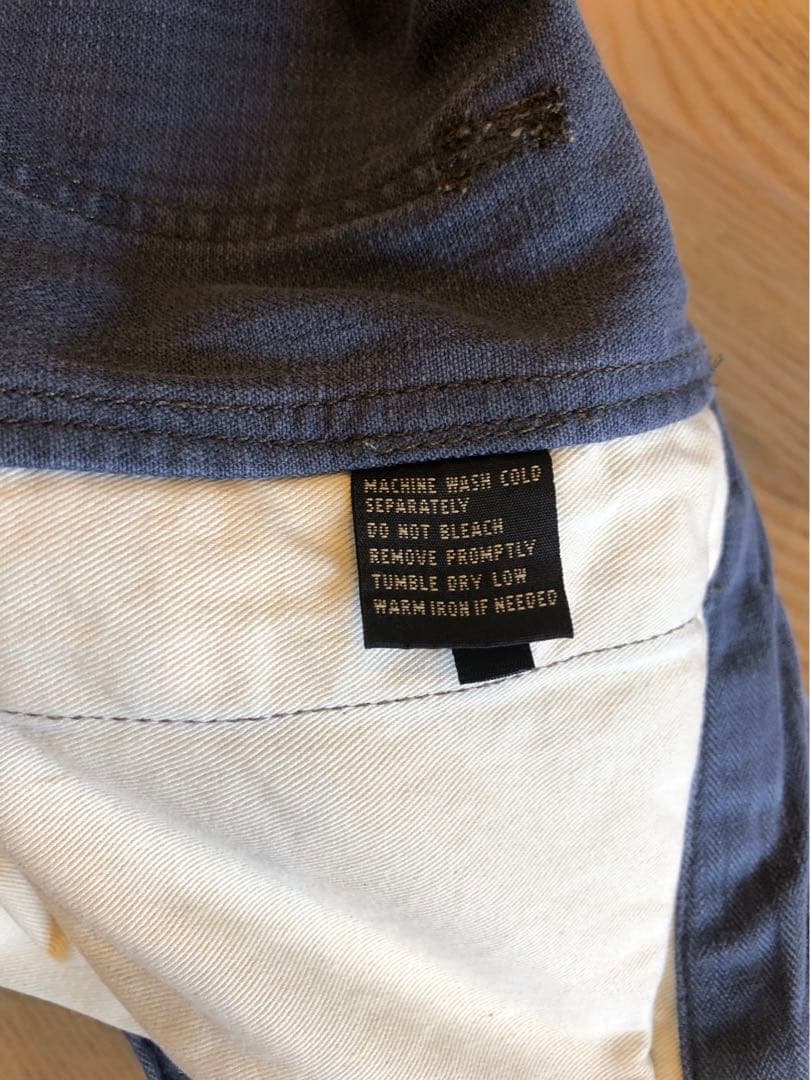 MACHINE WASH COLD
SEPARATELY
DO NOT BLEACH
REMOVE PROMPTLY
TUMBLE DRY LOW
WARM IRON IF NEEDED